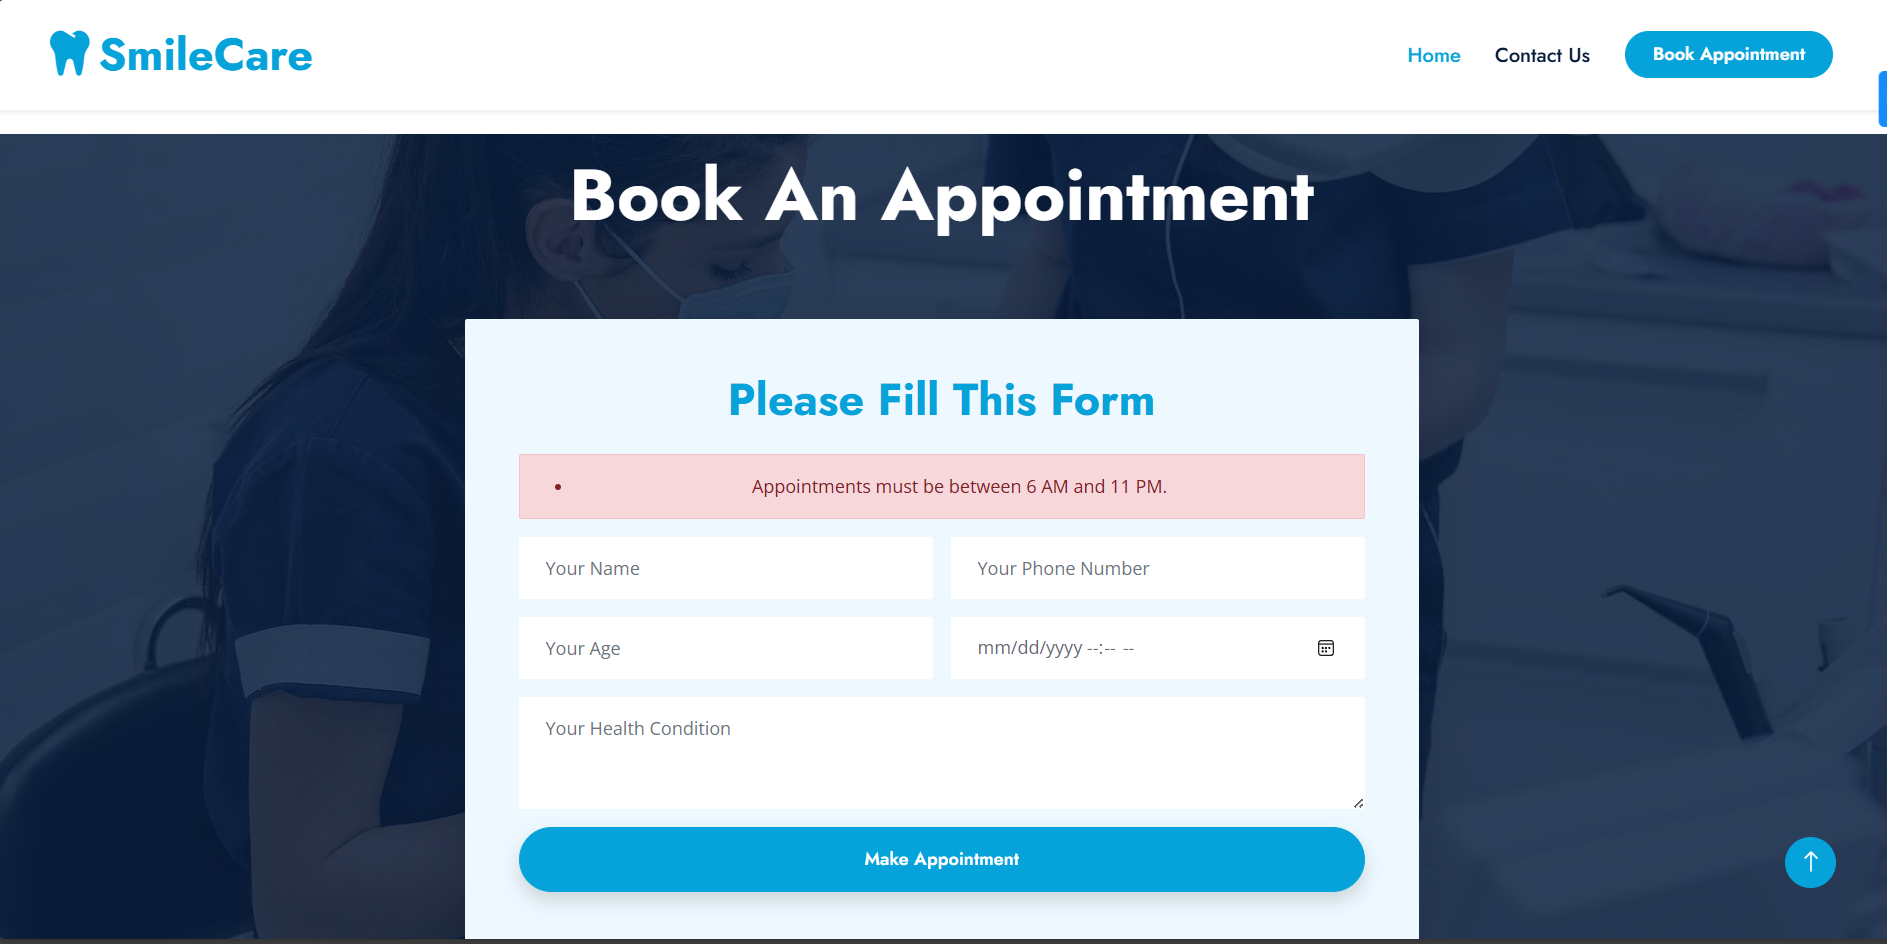 SmileCare
Home
Contact Us
Book Appointment
Book An Appointment
Please Fill This Form
• Appointments must be between 6 AM and 11 PM.
Your Name
Your Phone Number
Your Age
mm/dd/yyyy --:-- --
Your Health Condition
Make Appointment